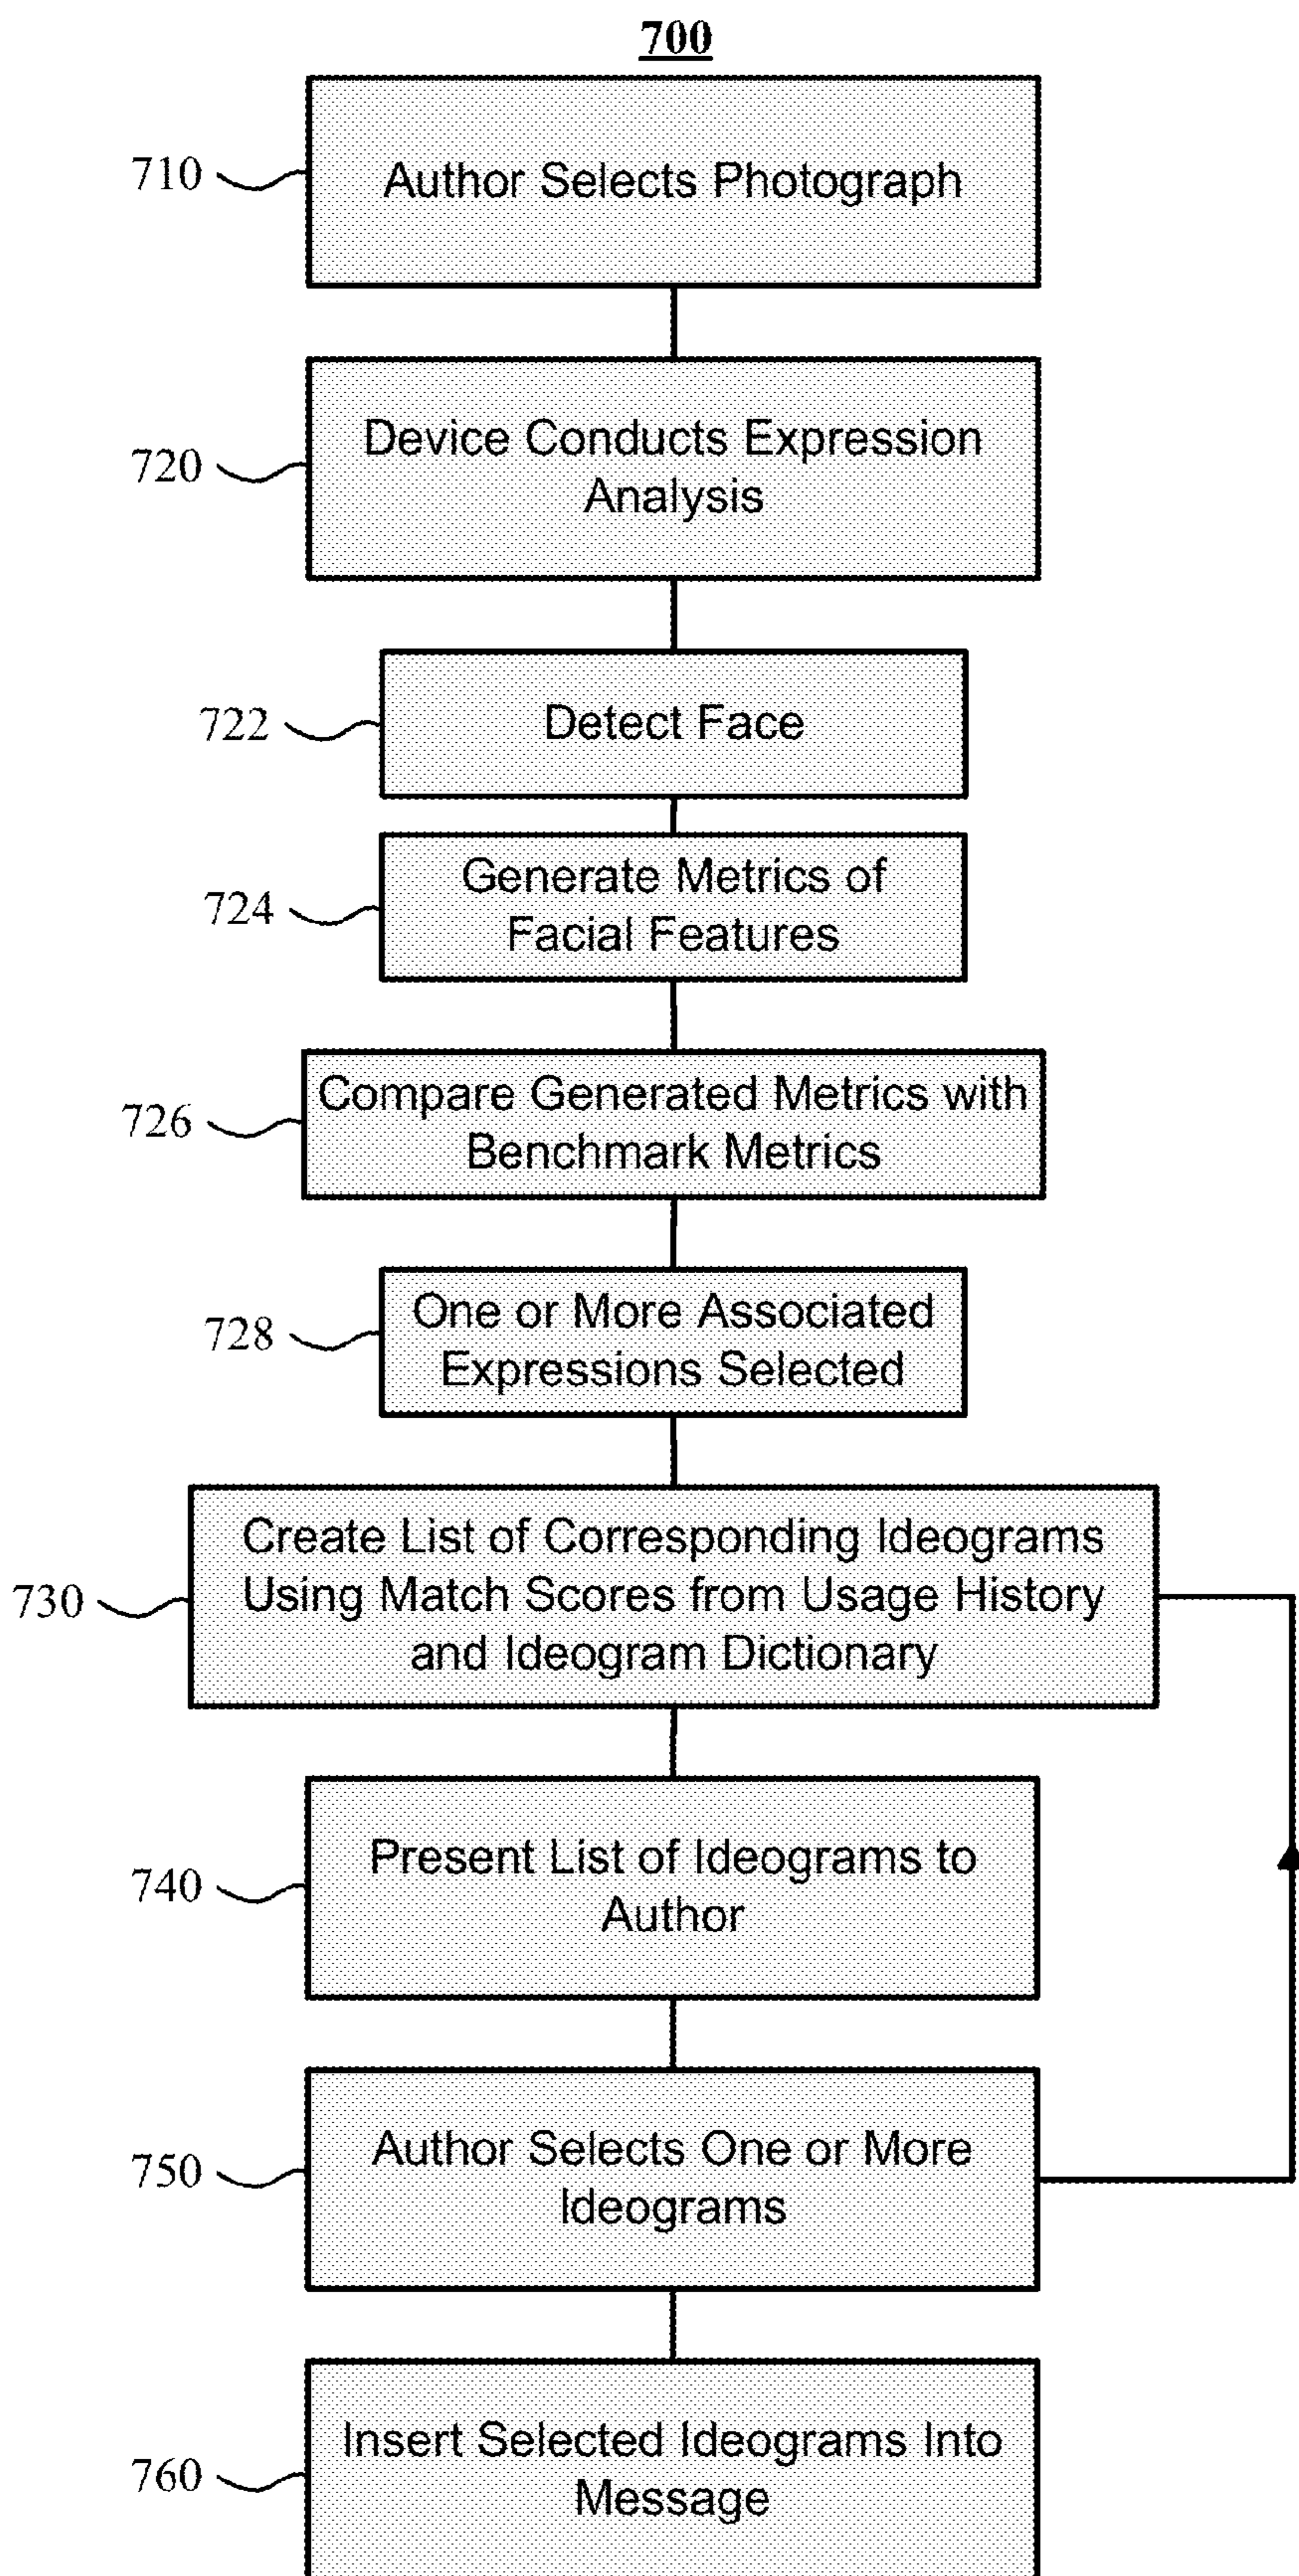 700
710
Author Selects Photograph
720
Device Conducts Expression
Analysis
722
Detect Face
724
Generate Metrics of
Facial Features
726
Compare Generated Metrics with
Benchmark Metrics
728
One or More Associated
Expressions Selected
730
Create List of Corresponding Ideograms
Using Match Scores from Usage History
and Ideogram Dictionary
740
Present List of Ideograms to
Author
750
Author Selects One or More
Ideograms
760
Insert Selected Ideograms Into
Message